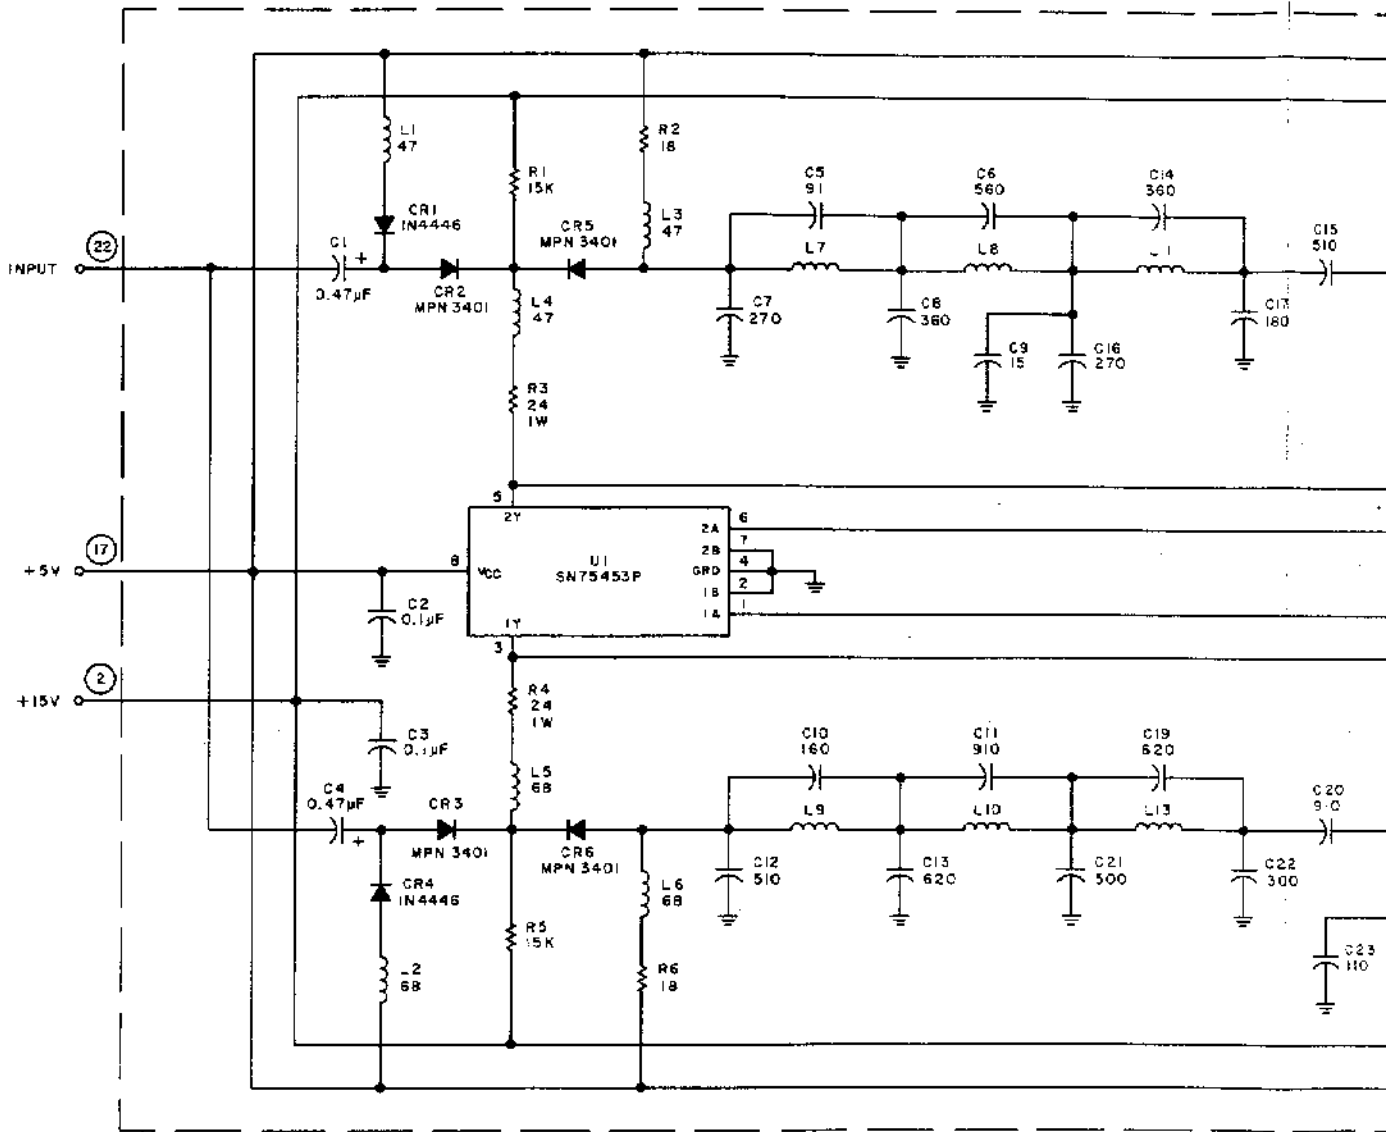 L1
47
R2
18
R1
15K
C5
91
C6
560
C14
360
CR1
1N4446
CR5
MPN 3401
L3
47
C15
510
22
INPUT
C1
+
0.47µF
CR2
MPN 3401
L4
47
L7
L8
C7
270
C8
360
C9
15
C16
270
180
R3
24
1W
5
2Y
2A
6
17
+5V
8
VCC
U1
SN75453P
2B
7
GRD
4
1B
2
1A
1
C2
0.1µF
1Y
3
2
+15V
R4
24
1W
C3
0.1µF
L5
68
C10
160
C11
910
C19
620
C4
0.47µF
+
CR3
MPN 3401
CR6
MPN 3401
L9
L10
L13
C20
910
C12
510
C13
620
C21
500
C22
300
CR4
1N4446
L6
68
R5
15K
L2
68
R6
18
C23
110